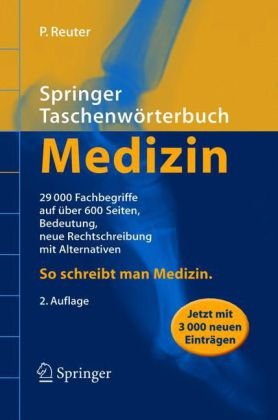 P. Reuter
Springer
Taschenwörterbuch
Medizin
29 000 Fachbegriffe
auf über 600 Seiten,
Bedeutung,
neue Rechtschreibung
mit Alternativen
So schreibt man Medizin.
2. Auflage
Jetzt mit
3 000 neuen
Einträgen
Springer